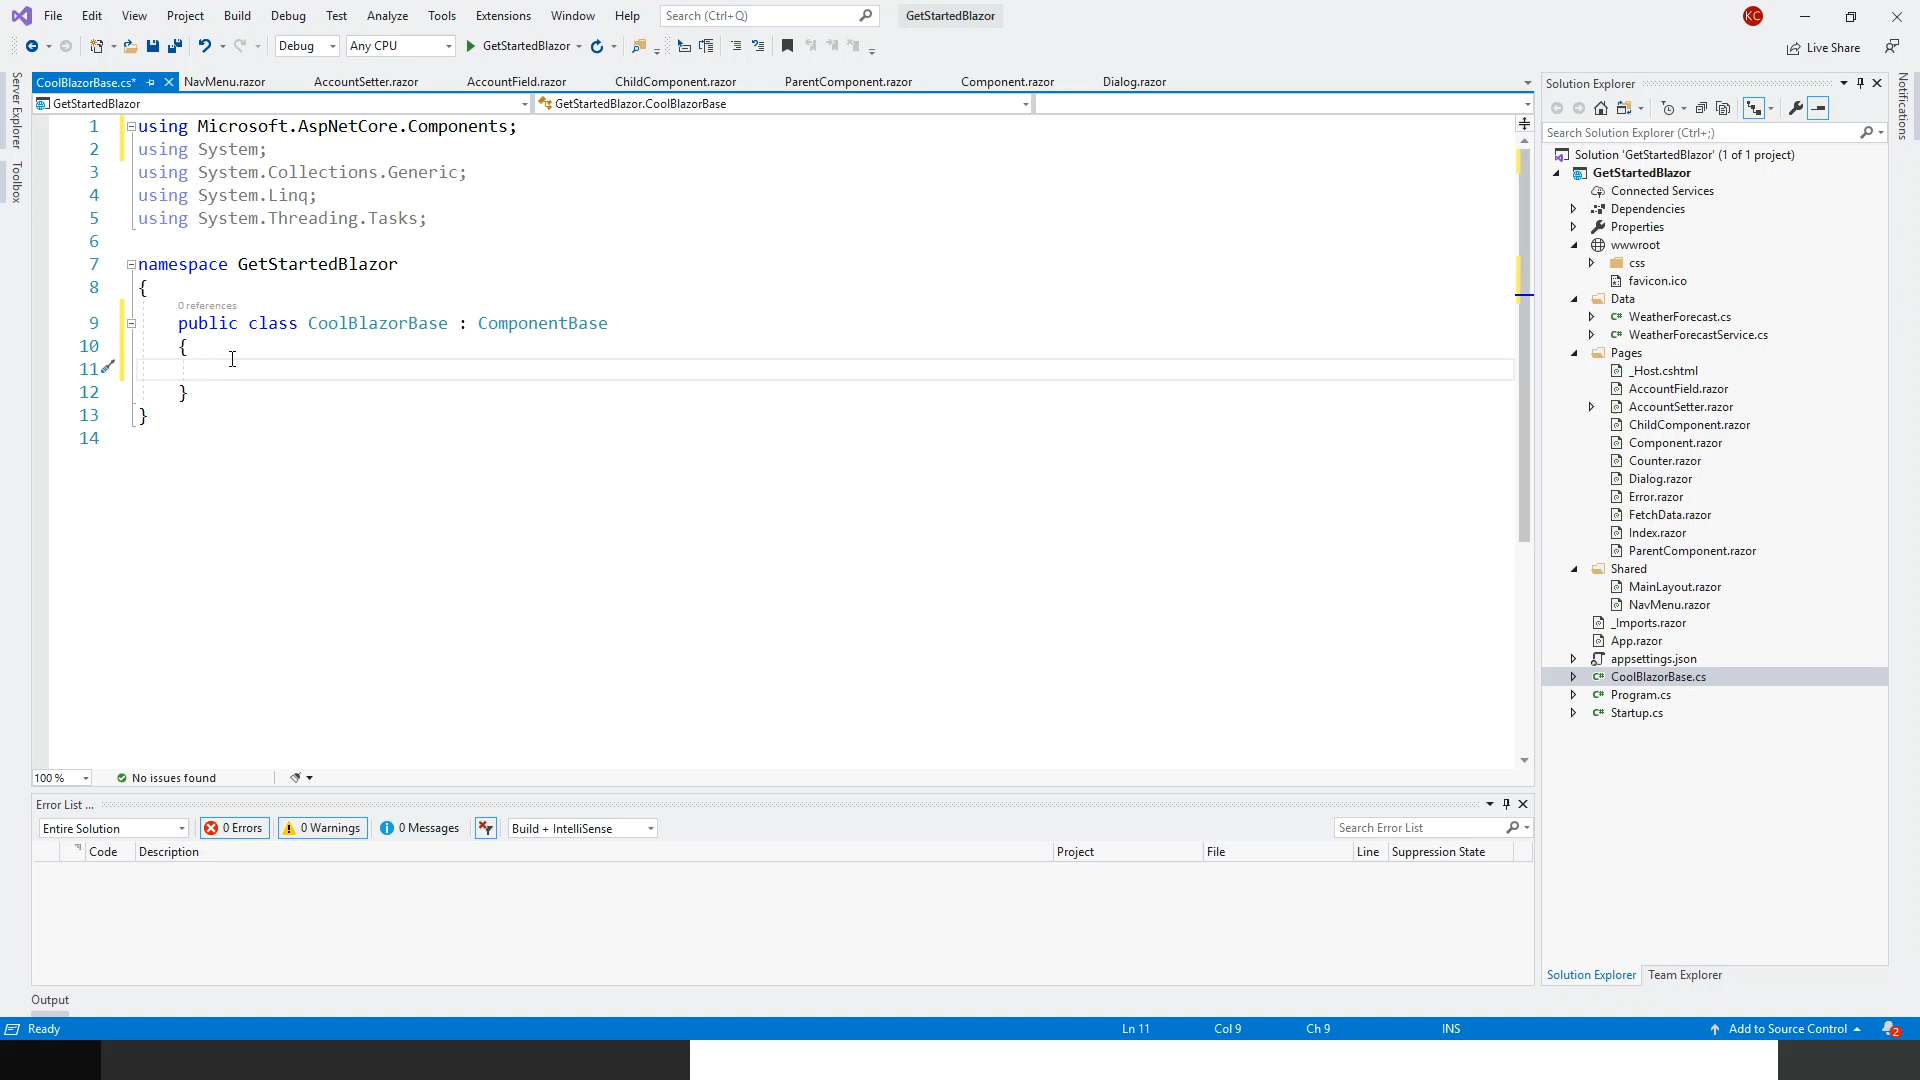 File Edit View Project Build Debug Test Analyze Tools Extensions Window Help Search (Ctrl+Q) GetStartedBlazor KC
Debug Any CPU GetStartedBlazor Live Share
Server Explorer
Toolbox
CoolBlazorBase.cs* NavMenu.razor AccountSetter.razor AccountField.razor ChildComponent.razor ParentComponent.razor Component.razor Dialog.razor
GetStartedBlazor GetStartedBlazor.CoolBlazorBase
1 using Microsoft.AspNetCore.Components;
2 using System;
3 using System.Collections.Generic;
4 using System.Linq;
5 using System.Threading.Tasks;
6
7 namespace GetStartedBlazor
8 {
0 references
9 public class CoolBlazorBase : ComponentBase
10 {
11
12 }
13 }
14
100 % No issues found
Error List ...
Entire Solution 0 Errors 0 Warnings 0 Messages Build + IntelliSense Search Error List
Code Description Project File Line Suppression State
Output
Solution Explorer
Search Solution Explorer (Ctrl+;)
Solution 'GetStartedBlazor' (1 of 1 project)
GetStartedBlazor
Connected Services
Dependencies
Properties
wwwroot
css
favicon.ico
Data
WeatherForecast.cs
WeatherForecastService.cs
Pages
_Host.cshtml
AccountField.razor
AccountSetter.razor
ChildComponent.razor
Component.razor
Counter.razor
Dialog.razor
Error.razor
FetchData.razor
Index.razor
ParentComponent.razor
Shared
MainLayout.razor
NavMenu.razor
_Imports.razor
App.razor
appsettings.json
CoolBlazorBase.cs
Program.cs
Startup.cs
Solution Explorer Team Explorer
Notifications
Ready Ln 11 Col 9 Ch 9 INS Add to Source Control 2